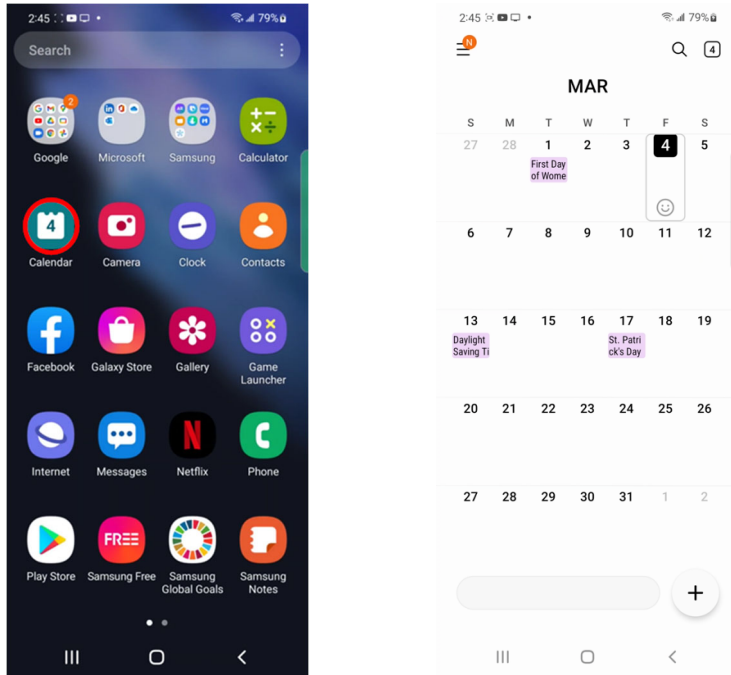 2:45
79%
Search
2
Google
Microsoft
Samsung
Calculator
4
Calendar
Camera
Clock
Contacts
Facebook
Galaxy Store
Gallery
Game
Launcher
Internet
Messages
Netflix
Phone
FREE
Play Store
Samsung Free
Samsung
Global Goals
Samsung
Notes
2:45
79%
N
4
MAR
S M T W T F S
27 28 1 2 3 4 5
First Day
of Wome
6 7 8 9 10 11 12
13 14 15 16 17 18 19
Daylight
Saving Ti
St. Patri
ck's Day
20 21 22 23 24 25 26
27 28 29 30 31 1 2